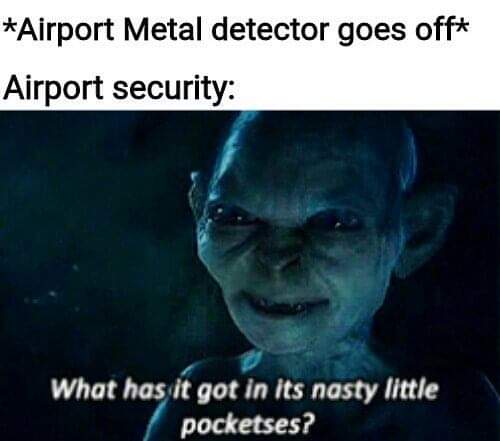 *Airport Metal detector goes off*
Airport security:
What has it got in its nasty little
pocketses?